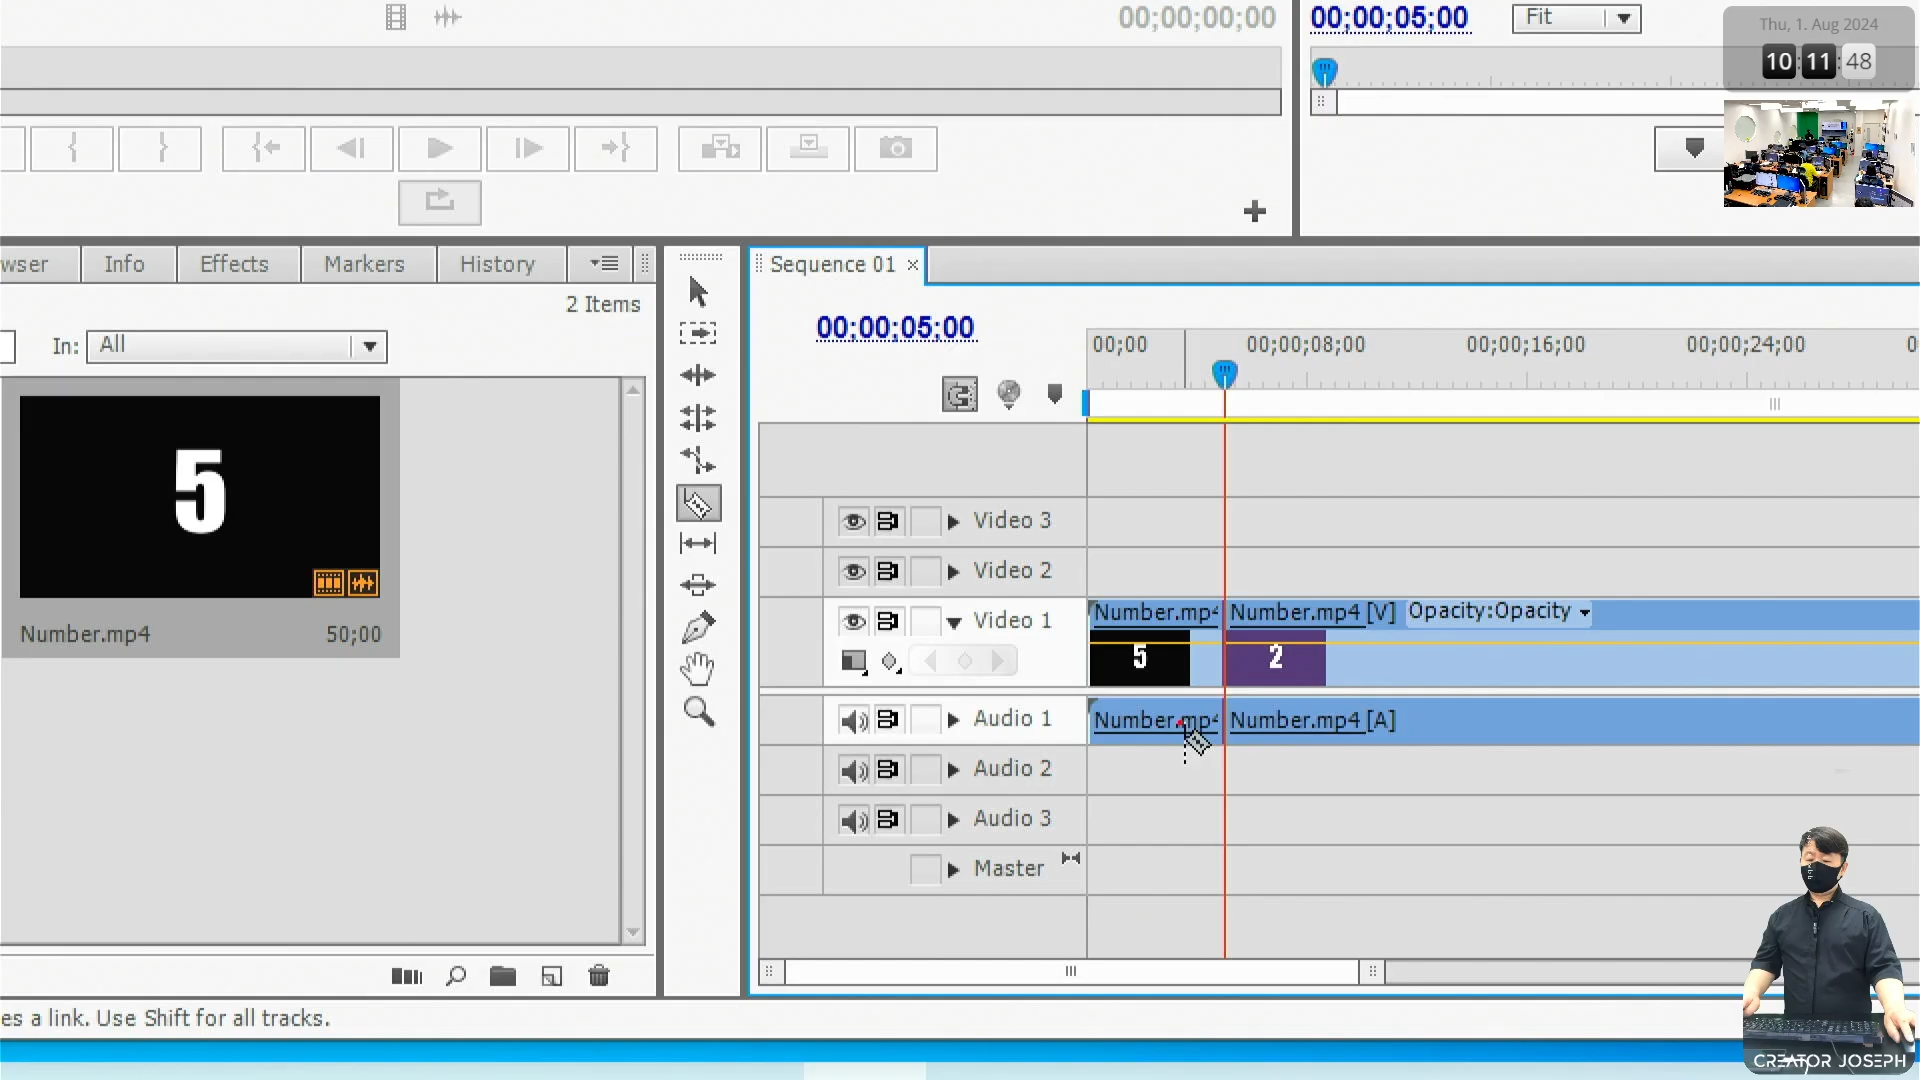 00;00;00;00
00;00;05;00
Fit
Thu, 1. Aug 2024
10 11 48
wser
Info
Effects
Markers
History
Sequence 01
2 Items
In:
All
00;00;05;00
00;00
00;00;08;00
00;00;16;00
00;00;24;00
0
5
Number.mp4
50;00
Video 3
Video 2
Video 1
Number.mp4
Number.mp4 [V]
Opacity:Opacity
5
2
Audio 1
Number.mp4
Number.mp4 [A]
Audio 2
Audio 3
Master
es a link. Use Shift for all tracks.
CREATOR JOSEPH